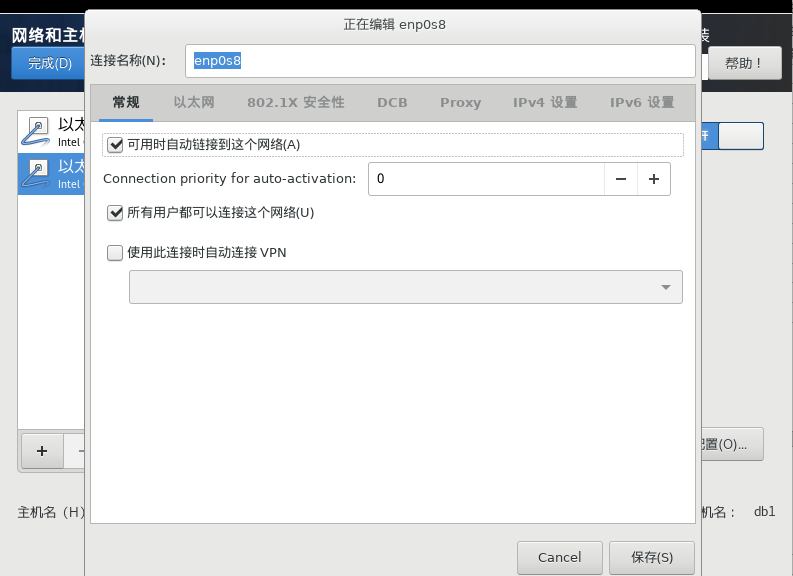 正在编辑 enp0s8
网络和主机
装
完成(D)
帮助！
连接名称(N)：
enp0s8
常规 以太网 802.1X 安全性 DCB Proxy IPv4 设置 IPv6 设置
以太
Intel
以太
Intel
开
可用时自动链接到这个网络(A)
Connection priority for auto-activation:
0
所有用户都可以连接这个网络(U)
使用此连接时自动连接 VPN
配置(O)...
主机名 (H)
机名：
db1
Cancel
保存(S)